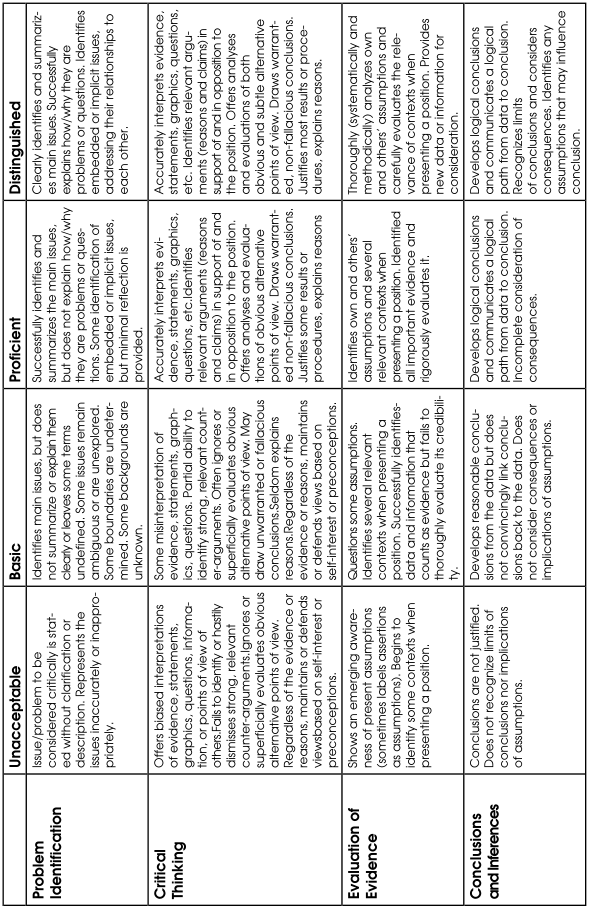 Unacceptable
Basic
Proficient
Distinguished
Problem
Identification
Issue/problem to be
considered critically is stat-
ed without clarification or
description. Represents the
issues inaccurately or inappro-
priately.
Identifies main issues, but does
not summarize or explain them
clearly or leaves some terms
undefined. Some issues remain
ambiguous or are unexplored.
Some boundaries are undeter-
mined. Some backgrounds are
unknown.
Successfully identifies and
summarizes the main issues,
but does not explain how/why
they are problems or ques-
tions. Some identification of
embedded or implicit issues,
but minimal reflection is
provided.
Clearly identifies and summariz-
es main issues. Successfully
explains how/why they are
problems or questions. Identifies
embedded or implicit issues,
addressing their relationships to
each other.
Critical
Thinking
Offers biased interpretations
of evidence, statements,
graphics, questions, informa-
tion, or points of view of
others.Fails to identify or hastily
dismisses strong, relevant
counter-arguments.Ignores or
superficially evaluates obvious
alternative points of view.
Regardless of the evidence or
reasons, maintains or defends
viewsbased on self-interest or
preconceptions.
Some misinterpretation of
evidence, statements, graph-
ics, questions. Partial ability to
identify strong, relevant count-
er-arguments. Often ignores or
superficially evaluates obvious
alternative points of view. May
draw unwarranted or fallacious
conclusions.Seldom explains
reasons.Regardless of the
evidence or reasons, maintains
or defends views based on
self-interest or preconceptions.
Accurately interprets evi-
dence, statements, graphics,
questions, etc.Identifies
relevant arguments (reasons
and claims) in support of and
in opposition to the position.
Offers analyses and evalua-
tions of obvious alternative
points of view. Draws warrant-
ed non-fallacious conclusions.
Justifies some results or
procedures, explains reasons
Accurately interprets evidence,
statements, graphics, questions,
etc. Identifies relevant argu-
ments (reasons and claims) in
support of and in opposition to
the position. Offers analyses
and evaluations of both
obvious and subtle alternative
points of view. Draws warrant-
ed, non-fallacious conclusions.
Justifies most results or proce-
dures, explains reasons.
Evaluation of
Evidence
Shows an emerging aware-
ness of present assumptions
(sometimes labels assertions
as assumptions). Begins to
identify some contexts when
presenting a position.
Questions some assumptions.
Identifies several relevant
contexts when presenting a
position. Successfully identifies-
data and information that
counts as evidence but fails to
thoroughly evaluate its credibili-
ty.
Identifies own and others'
assumptions and several
relevant contexts when
presenting a position. Identified
all important evidence and
rigorously evaluates it.
Thoroughly (systematically and
methodically) analyzes own
and others' assumptions and
carefully evaluates the rele-
vance of contexts when
presenting a position. Provides
new data or information for
consideration.
Conclusions
and Inferences
Conclusions are not justified.
Does not recognize limits of
conclusions nor implications
of assumptions.
Develops reasonable conclu-
sions from the data but does
not convincingly link conclu-
sions back to the data. Does
not consider consequences or
implications of assumptions.
Develops logical conclusions
and communicates a logical
path from data to conclusion.
Incomplete consideration of
consequences.
Develops logical conclusions
and communicates a logical
path from data to conclusion.
Recognizes limits
of conclusions and considers
consequences. Identifies any
assumptions that may influence
conclusion.